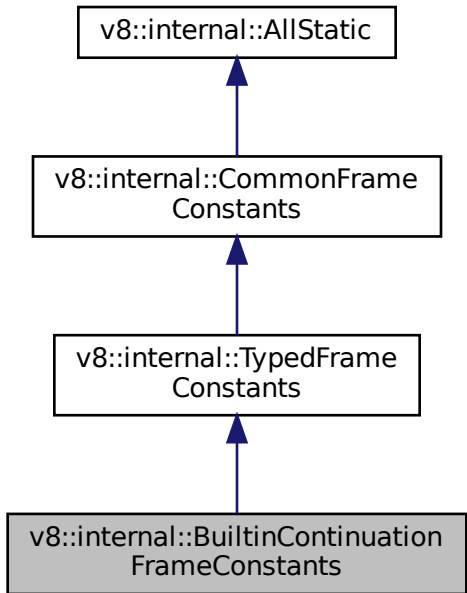 v8::internal::AllStatic
v8::internal::CommonFrame
Constants
v8::internal::TypedFrame
Constants
v8::internal::BuiltinContinuation
FrameConstants